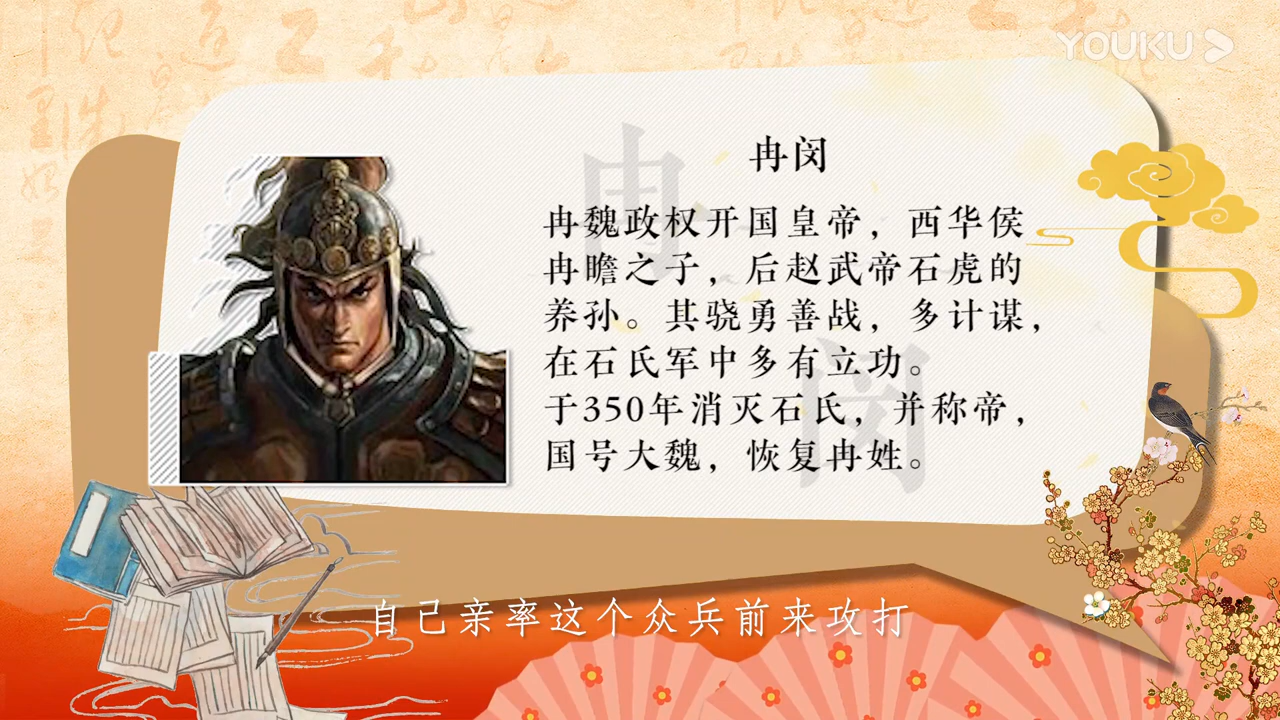 YOUKU
冉闵
冉魏政权开国皇帝，西华侯
冉瞻之子，后赵武帝石虎的
养孙。其骁勇善战，多计谋，
在石氏军中多有立功。
于350年消灭石氏，并称帝，
国号大魏，恢复冉姓。
自己亲率这个众兵前来攻打